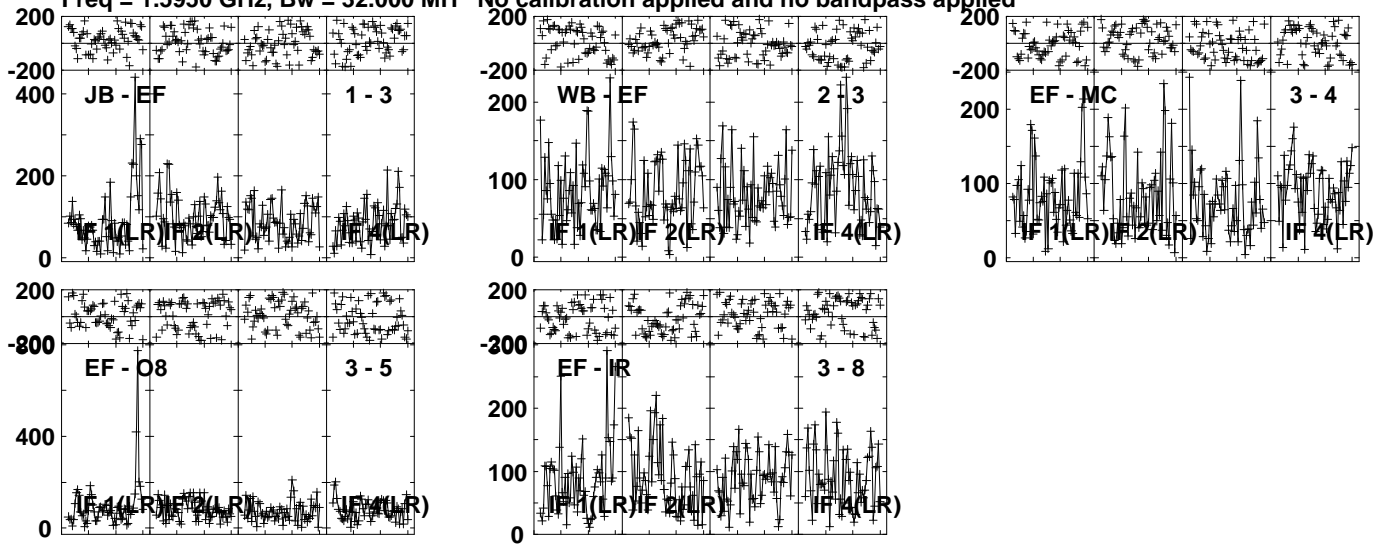 Freq = 1.5950 GHz, Bw = 32.000 MH No calibration applied and no bandpass applied
200
-200
JB - EF 1 - 3
400
200
0
IF 1(LR) IF 2(LR) IF 4(LR)
200
-200
WB - EF 2 - 3
200
100
0
IF 1(LR) IF 2(LR) IF 4(LR)
200
-200
EF - MC 3 - 4
200
100
0
IF 1(LR) IF 2(LR) IF 4(LR)
200
-200
800
EF - O8 3 - 5
400
0
IF 1(LR) IF 2(LR) IF 4(LR)
200
-200
300
EF - IR 3 - 8
200
100
0
IF 1(LR) IF 2(LR) IF 4(LR)